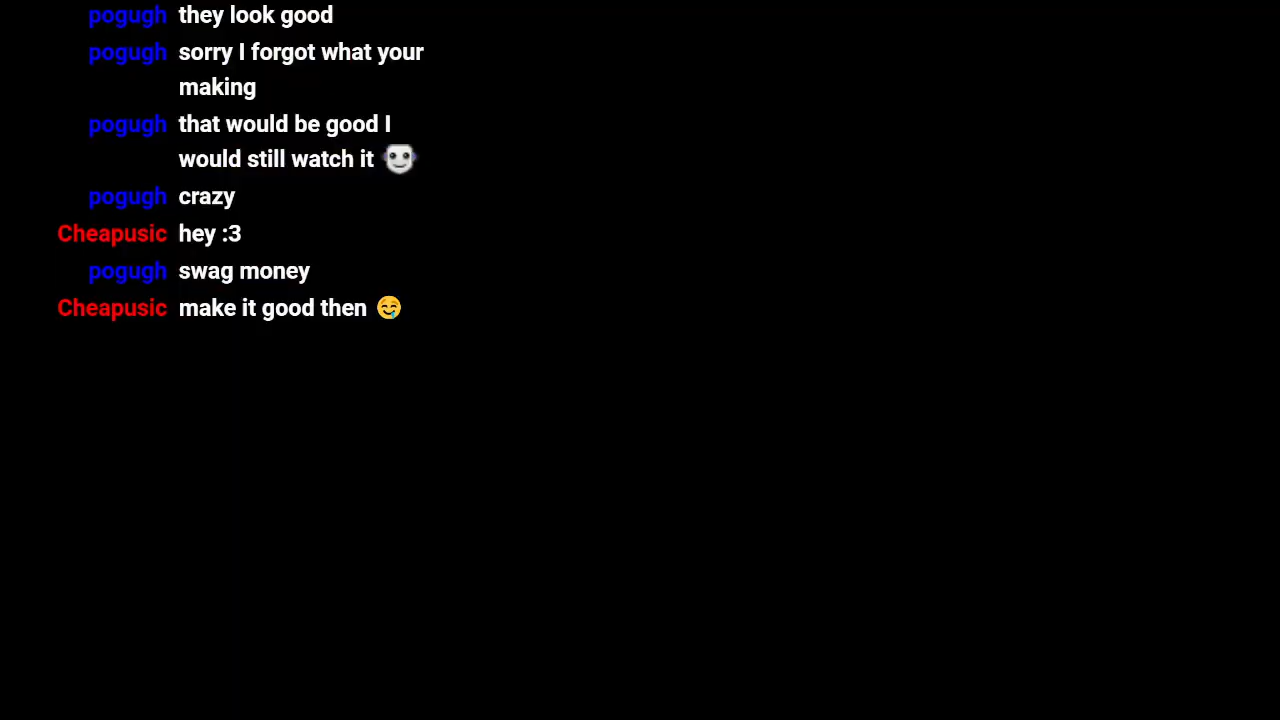 pogugh they look good
pogugh sorry I forgot what your
making
pogugh that would be good I
would still watch it
pogugh crazy
Cheapusic hey :3
pogugh swag money
Cheapusic make it good then 🤤